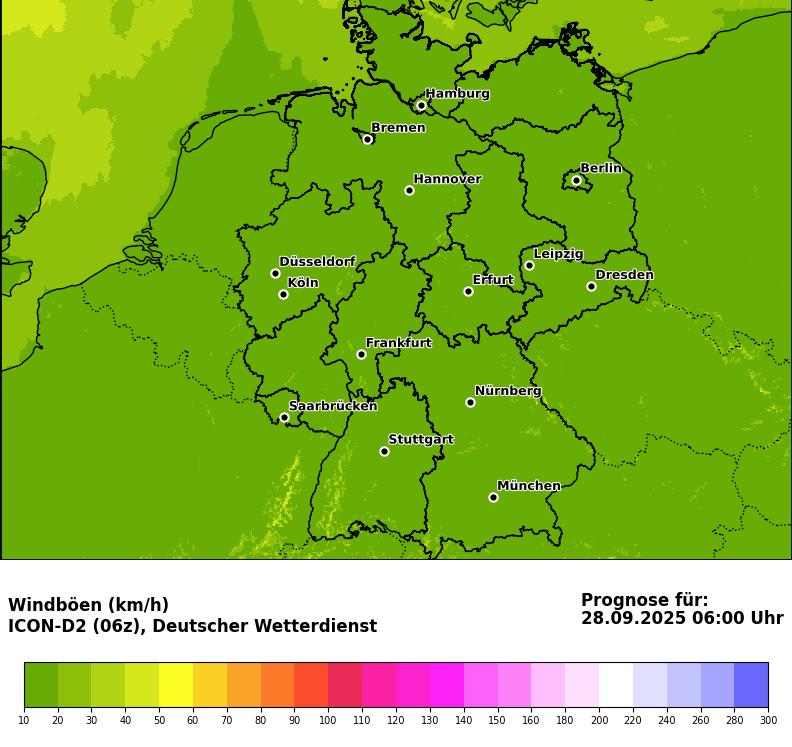 Hamburg
Bremen
Berlin
Hannover
Leipzig
Düsseldorf
Dresden
Köln
Erfurt
Frankfurt
Nürnberg
Saarbrücken
Stuttgart
München
Windböen (km/h)
ICON-D2 (06z), Deutscher Wetterdienst
Prognose für:
28.09.2025 06:00 Uhr
10 20 30 40 50 60 70 80 90 100 110 120 130 140 150 160 180 200 220 240 260 280 300